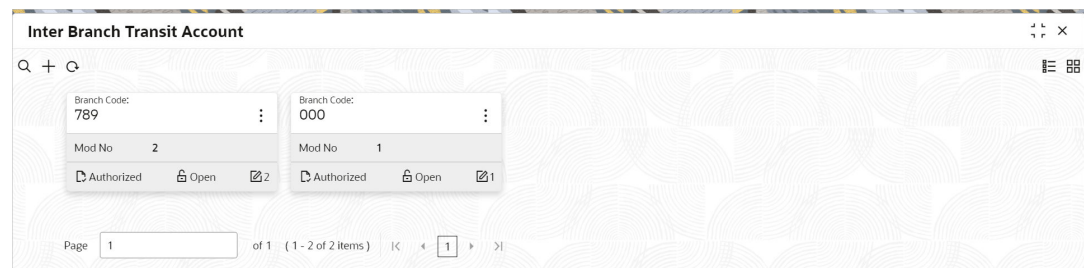 Inter Branch Transit Account
Branch Code: Branch Code:
789 000
Mod No 2 Mod No 1
Authorized Open 2 Authorized Open 1
Page 1 of 1 ( 1 - 2 of 2 items ) 1